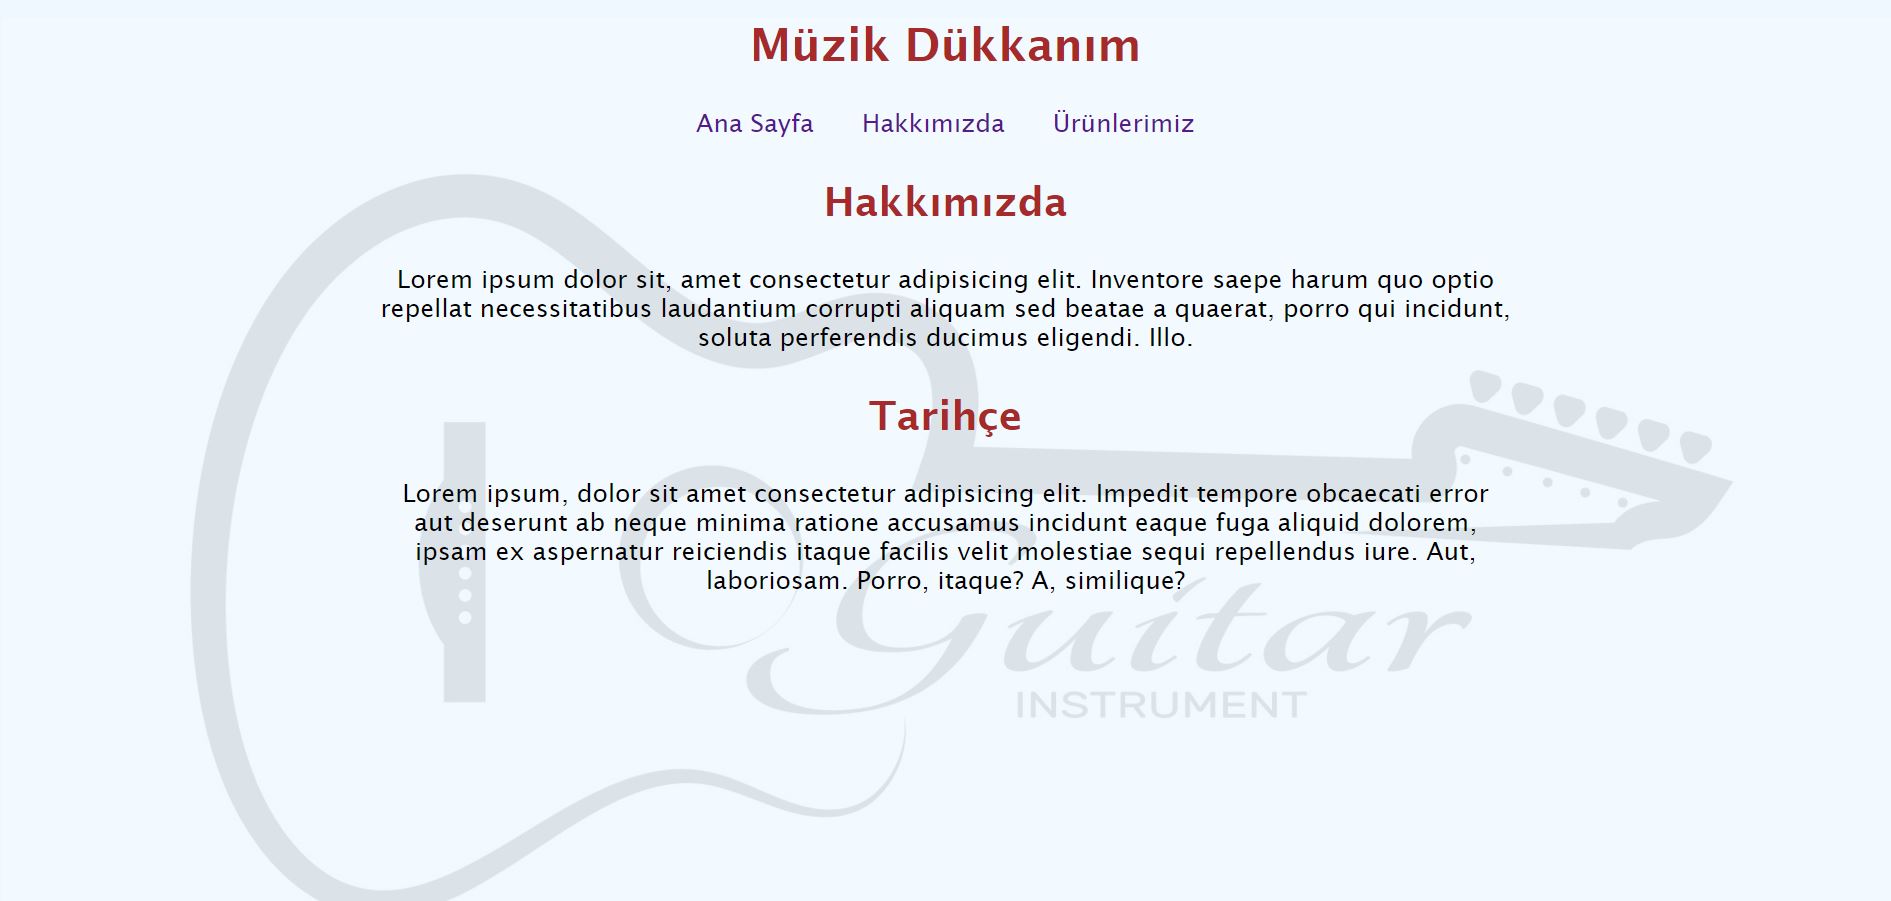 Müzik Dükkanım
Ana Sayfa Hakkımızda Ürünlerimiz
Hakkımızda
Lorem ipsum dolor sit, amet consectetur adipisicing elit. Inventore saepe harum quo optio
repellat necessitatibus laudantium corrupti aliquam sed beatae a quaerat, porro qui incidunt,
soluta perferendis ducimus eligendi. Illo.
Tarihçe
Lorem ipsum, dolor sit amet consectetur adipisicing elit. Impedit tempore obcaecati error
aut deserunt ab neque minima ratione accusamus incidunt eaque fuga aliquid dolorem,
ipsam ex aspernatur reiciendis itaque facilis velit molestiae sequi repellendus iure. Aut,
laboriosam. Porro, itaque? A, similique?
Guitar
INSTRUMENT